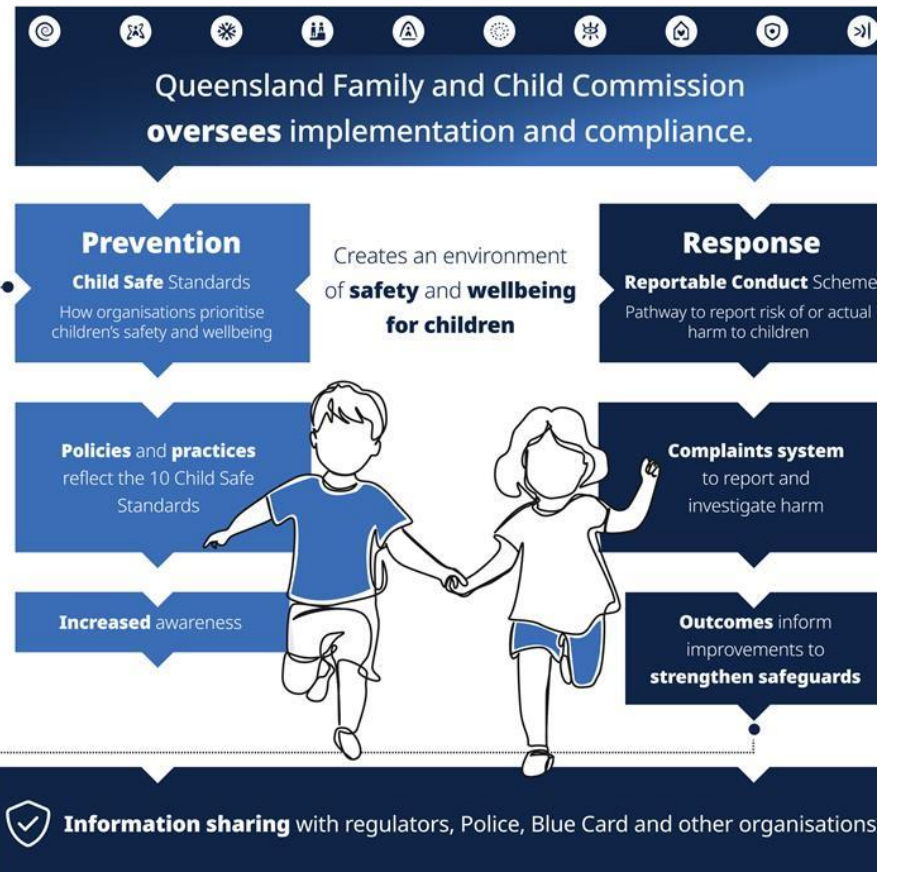 Queensland Family and Child Commission
oversees implementation and compliance.
Prevention
Child Safe Standards
How organisations prioritise
children's safety and wellbeing
Creates an environment
of safety and wellbeing
for children
Response
Reportable Conduct Scheme
Pathway to report risk of or actual
harm to children
Policies and practices
reflect the 10 Child Safe
Standards
Complaints system
to report and
investigate harm
Increased awareness
Outcomes inform
improvements to
strengthen safeguards
Information sharing with regulators, Police, Blue Card and other organisations